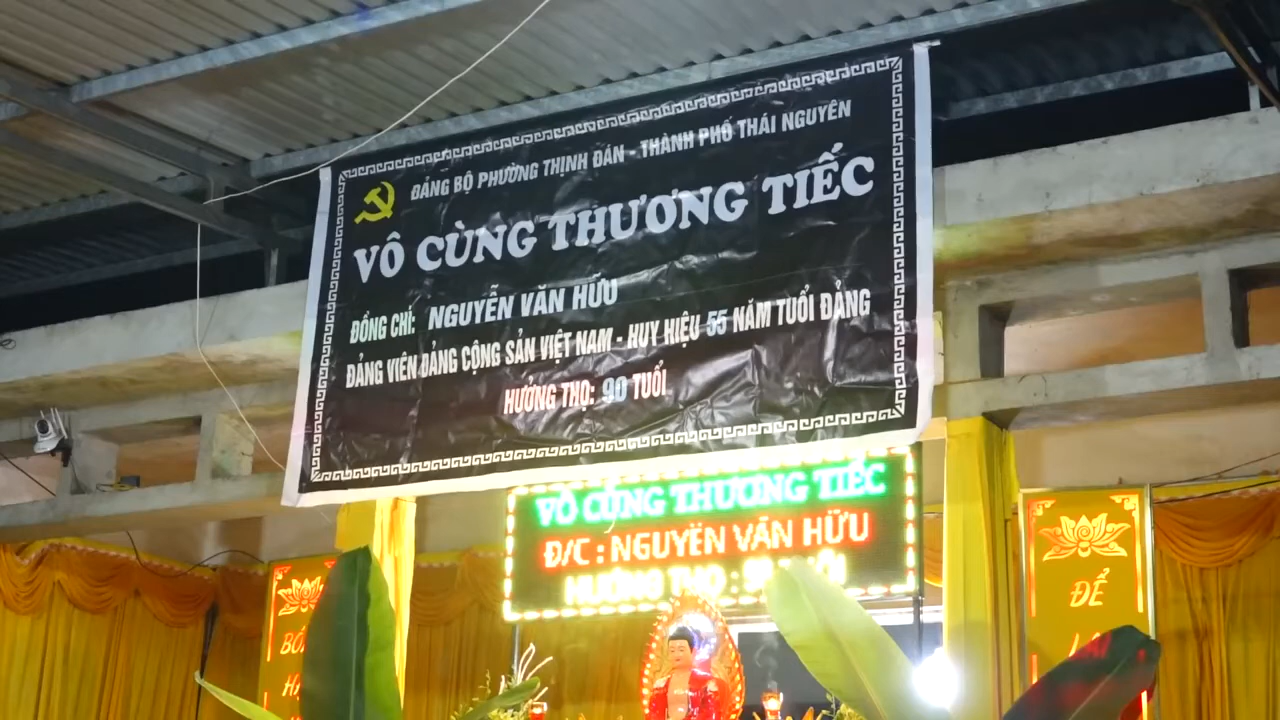 ĐẢNG BỘ PHƯỜNG THỊNH ĐÁN - THÀNH PHỐ THÁI NGUYÊN
VÔ CÙNG THƯƠNG TIẾC
ĐỒNG CHÍ: NGUYỄN VĂN HỮU
ĐẢNG VIÊN ĐẢNG CỘNG SẢN VIỆT NAM - HUY HIỆU 55 NĂM TUỔI ĐẢNG
HƯỞNG THỌ: 90 TUỔI
VÔ CÙNG THƯƠNG TIẾC
Đ/C : NGUYỄN VĂN HỮU
HƯỞNG THỌ :
ĐỂ